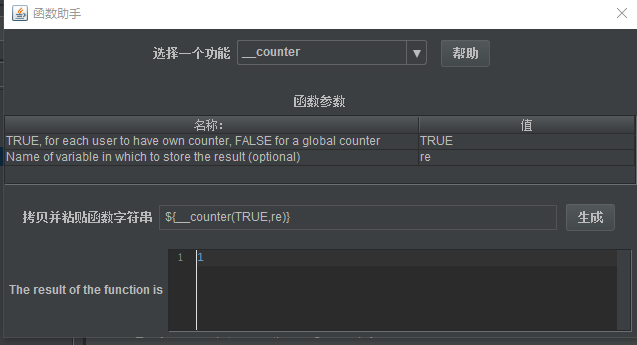 函数助手
选择一个功能 __counter 帮助
函数参数
名称: 值
TRUE, for each user to have own counter, FALSE for a global counter TRUE
Name of variable in which to store the result (optional) re
拷贝并粘贴函数字符串 ${__counter(TRUE,re)} 生成
1 1
The result of the function is